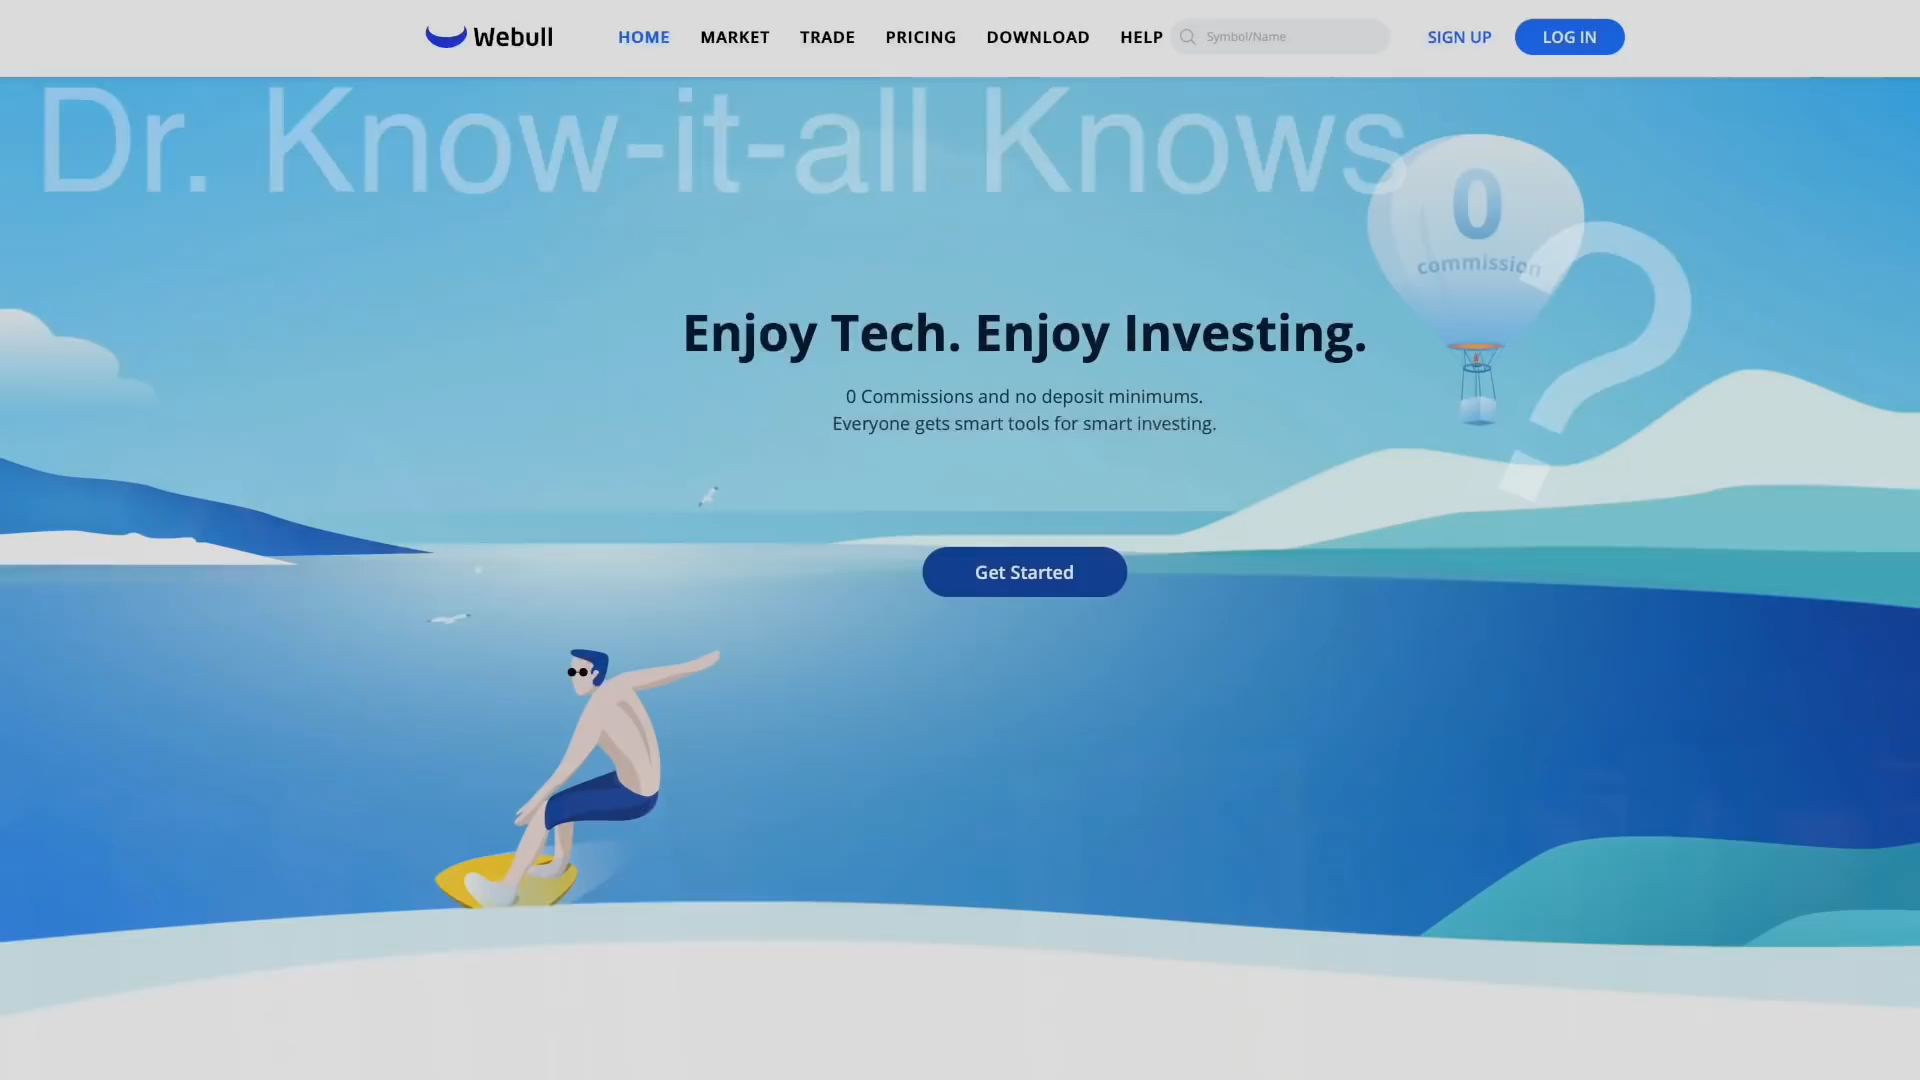 Webull HOME MARKET TRADE PRICING DOWNLOAD HELP Symbol/Name SIGN UP LOG IN
Dr. Know-it-all Knows
?
0
commission
Enjoy Tech. Enjoy Investing.
0 Commissions and no deposit minimums.
Everyone gets smart tools for smart investing.
Get Started